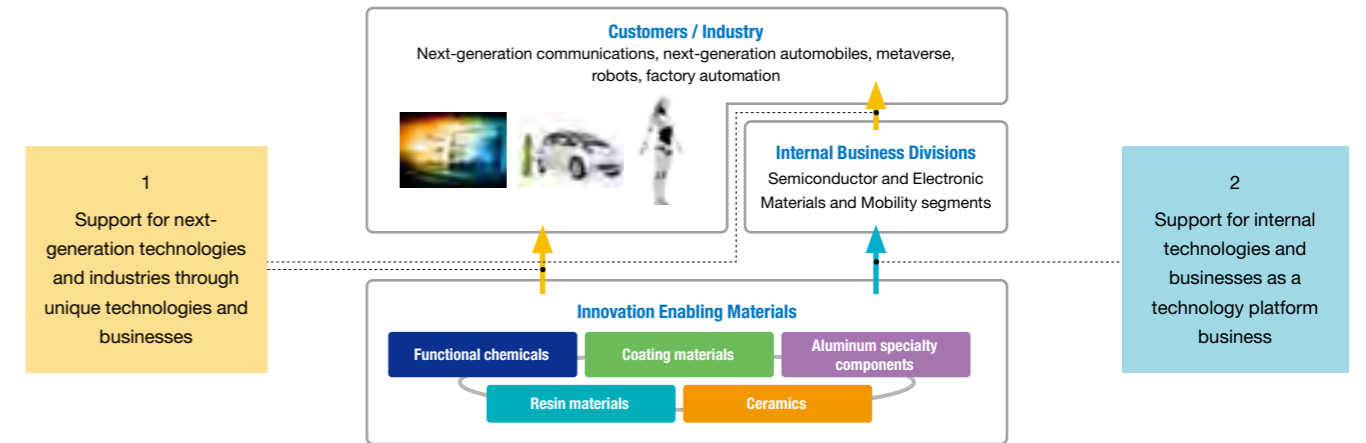 Customers / Industry
Next-generation communications, next-generation automobiles, metaverse,
robots, factory automation
Internal Business Divisions
Semiconductor and Electronic
Materials and Mobility segments
1
Support for next-
generation technologies
and industries through
unique technologies and
businesses
2
Support for internal
technologies and
businesses as a
technology platform
business
Innovation Enabling Materials
Functional chemicals
Coating materials
Aluminum specialty
components
Resin materials
Ceramics